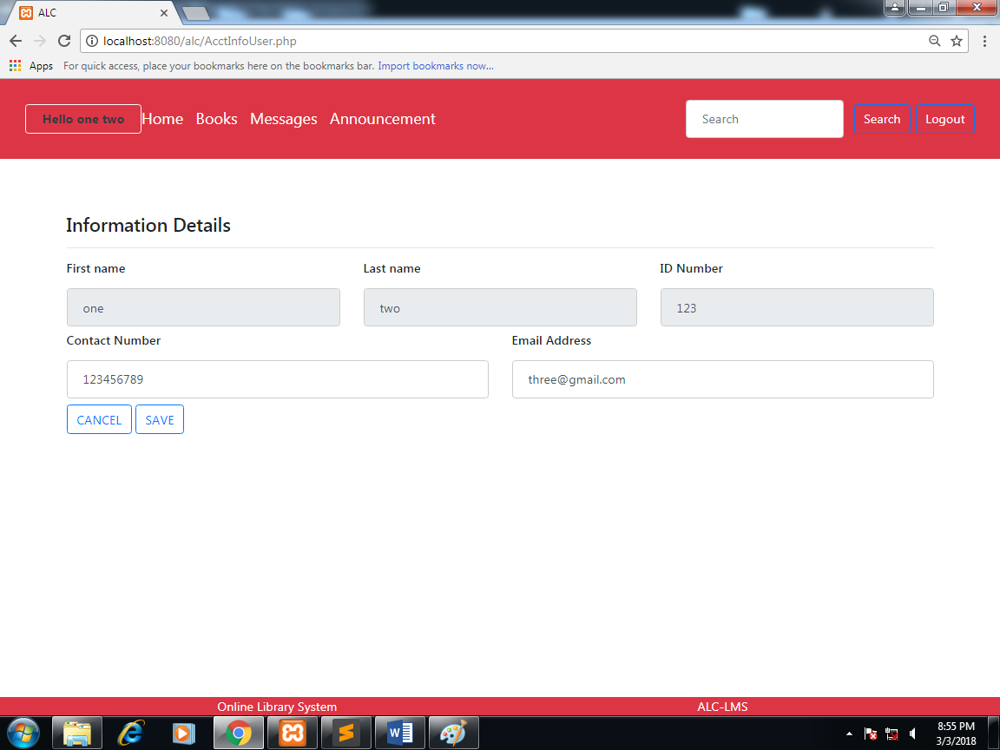 ALC
localhost:8080/alc/AcctInfoUser.php
Apps For quick access, place your bookmarks here on the bookmarks bar. Import bookmarks now...
Hello one two Home Books Messages Announcement Search Search Logout
Information Details
First name Last name ID Number
one two 123
Contact Number Email Address
123456789 three@gmail.com
CANCEL SAVE
Online Library System ALC-LMS
8:55 PM
3/3/2018